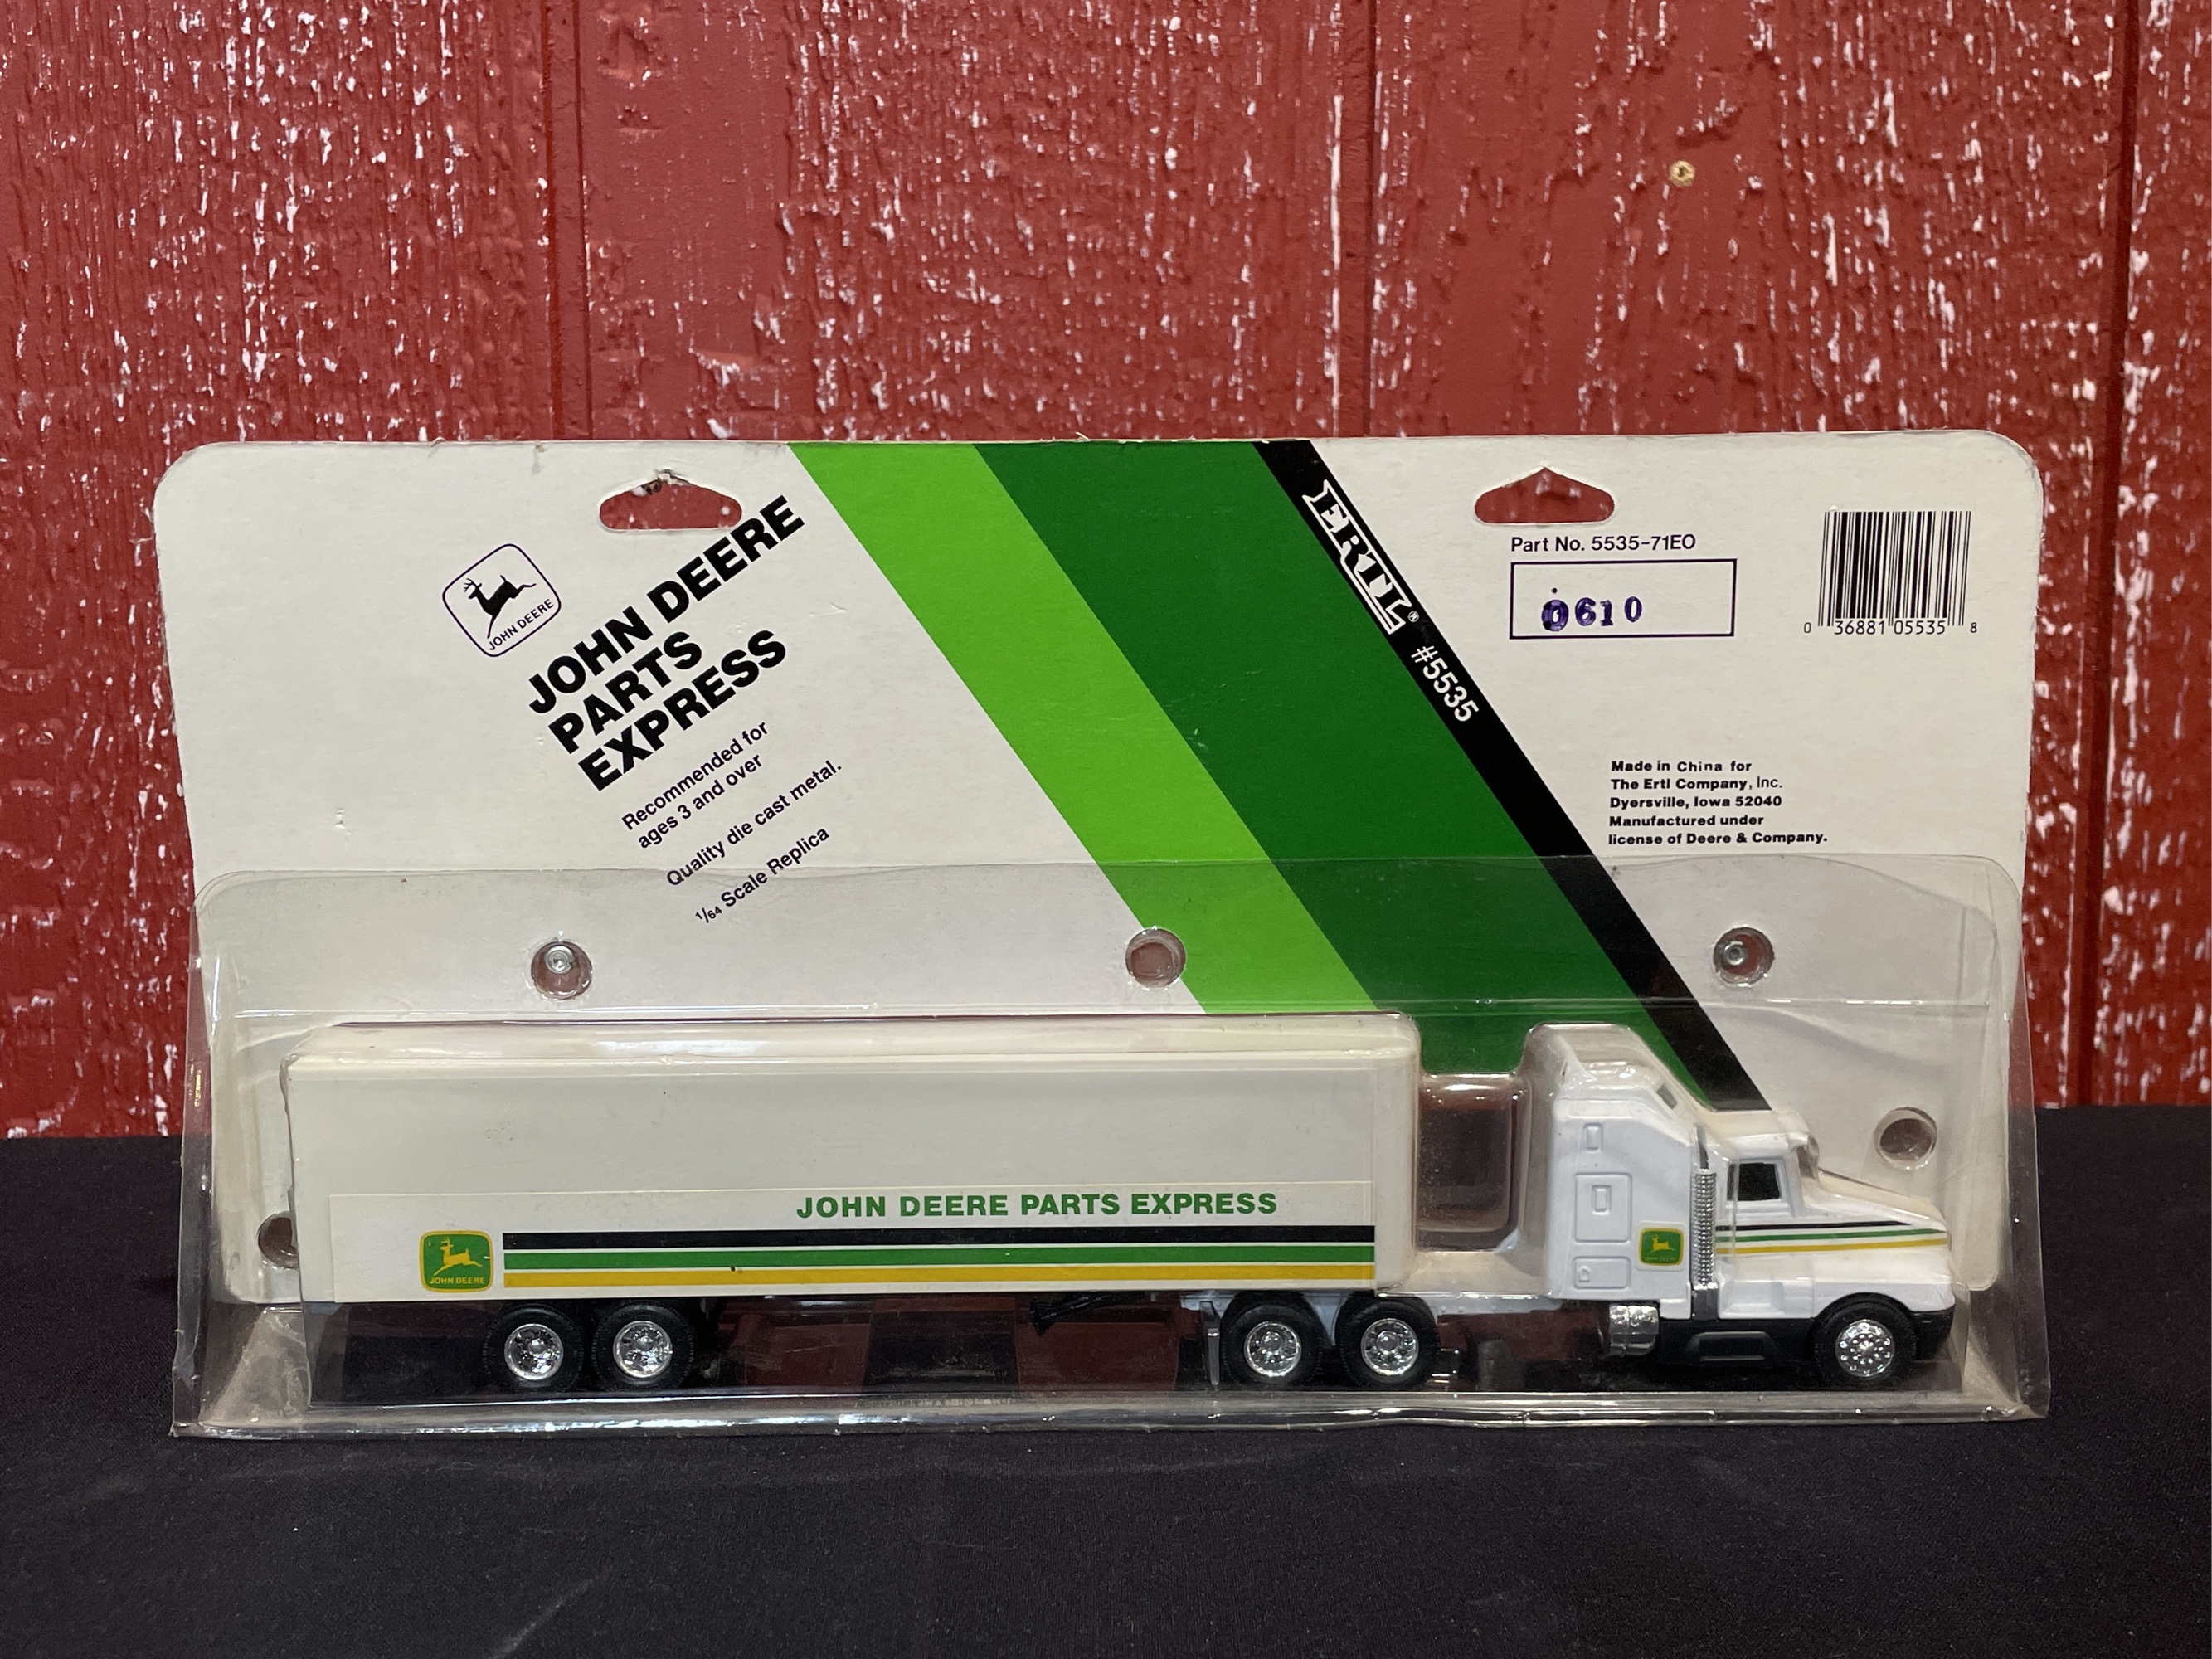 JOHN DEERE
JOHN DEERE
PARTS
EXPRESS
Recommended for
ages 3 and over
Quality die cast metal.
1/64 Scale Replica
ERTL®
#5535
Part No. 5535-71EO
0610
0 36881 05535 8
Made in China for
The Ertl Company, Inc.
Dyersville, Iowa 52040
Manufactured under
license of Deere & Company.
JOHN DEERE PARTS EXPRESS
JOHN DEERE